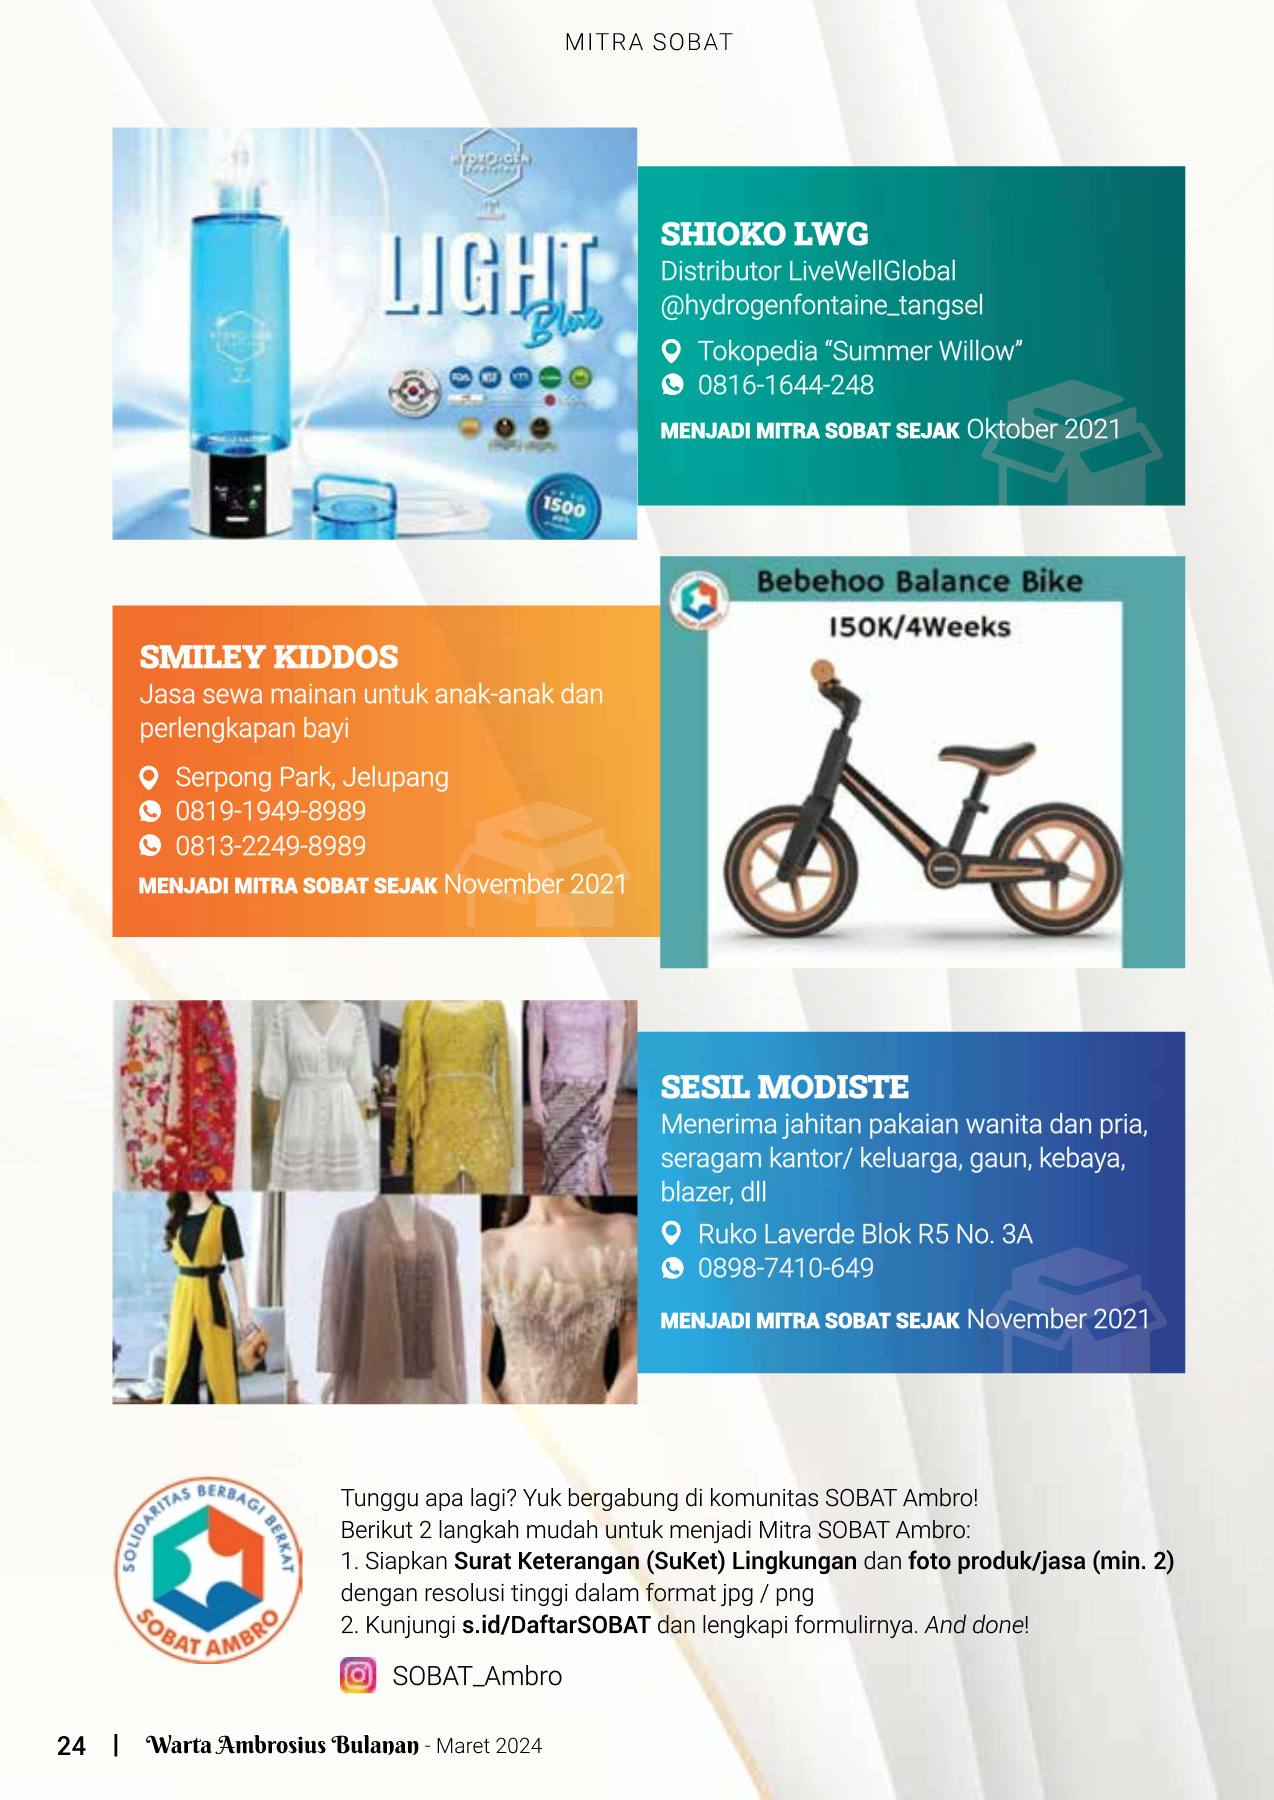 MITRA SOBAT
HYDRO-GEN
LIGHT
Blue
1500
SHIOKO LWG
Distributor LiveWellGlobal
@hydrogenfontaine_tangsel
Tokopedia “Summer Willow”
0816-1644-248
MENJADI MITRA SOBAT SEJAK Oktober 2021
Bebehoo Balance Bike
150K/4Weeks
SMILEY KIDDOS
Jasa sewa mainan untuk anak-anak dan
perlengkapan bayi
Serpong Park, Jelupang
0819-1949-8989
0813-2249-8989
MENJADI MITRA SOBAT SEJAK November 2021
SESIL MODISTE
Menerima jahitan pakaian wanita dan pria,
seragam kantor/ keluarga, gaun, kebaya,
blazer, dll
Ruko Laverde Blok R5 No. 3A
0898-7410-649
MENJADI MITRA SOBAT SEJAK November 2021
SOLIDARITAS BERBAGI BERKAT
SOBAT AMBRO
Tunggu apa lagi? Yuk bergabung di komunitas SOBAT Ambro!
Berikut 2 langkah mudah untuk menjadi Mitra SOBAT Ambro:
1. Siapkan Surat Keterangan (SuKet) Lingkungan dan foto produk/jasa (min. 2)
dengan resolusi tinggi dalam format jpg / png
2. Kunjungi s.id/DaftarSOBAT dan lengkapi formulirnya. And done!
SOBAT_Ambro
24 | Warta Ambrosius Bulanan - Maret 2024